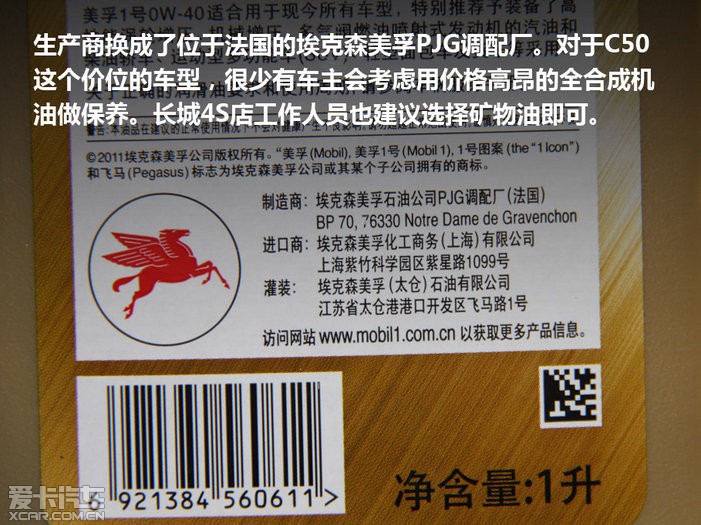 美孚1号0W-40适合用于现今所有车型，特别推荐予装备了高
生产商换成了位于法国的埃克森美孚PJG调配厂。对于C50
这个价位的车型，很少有车主会考虑用价格高昂的全合成机
油做保养。长城4S店工作人员也建议选择矿物油即可。
©2011埃克森美孚公司版权所有。“美孚(Mobil), 美孚1号(Mobil 1), 1号图案(the “1 Icon”)
和飞马(Pegasus) 标志为埃克森美孚公司或其某个子公司拥有的商标。
制造商：埃克森美孚石油公司PJG调配厂(法国)
BP 70, 76330 Notre Dame de Gravenchon
进口商：埃克森美孚化工商务(上海)有限公司
上海紫竹科学园区紫星路1099号
灌装：埃克森美孚(太仓)石油有限公司
江苏省太仓港港口开发区飞马路1号
访问网站 www.mobil1.com.cn 以获取更多产品信息。
6 921384 560611 >
净含量:1升
爱卡汽车
XCAR.COM.CN